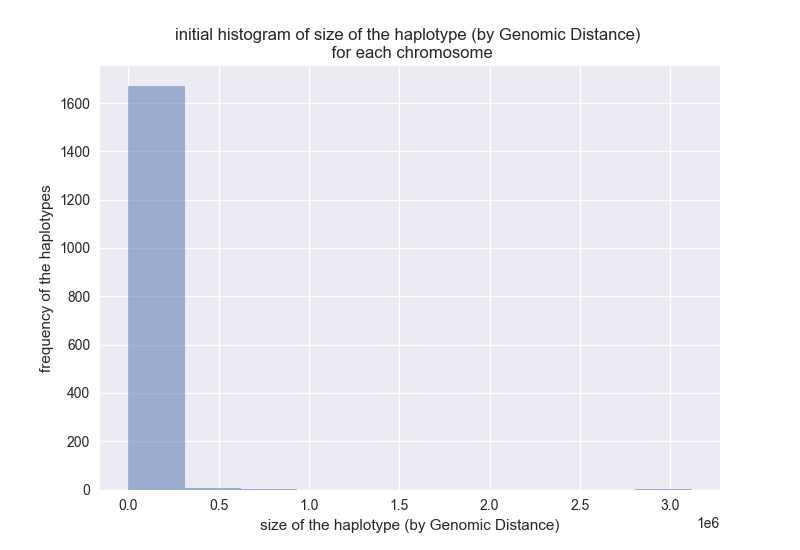 initial histogram of size of the haplotype (by Genomic Distance)
for each chromosome
1600
1400
1200
1000
800
600
400
200
0
frequency of the haplotypes
0.0 0.5 1.0 1.5 2.0 2.5 3.0
1e6
size of the haplotype (by Genomic Distance)